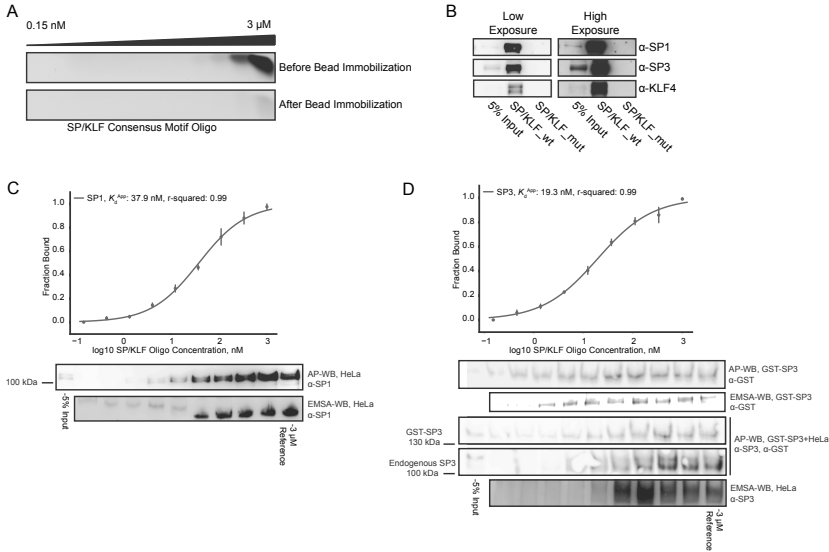 A
0.15 nM
3 µM
Before Bead Immobilization
After Bead Immobilization
SP/KLF Consensus Motif Oligo
B
Low
Exposure
High
Exposure
α-SP1
α-SP3
α-KLF4
5% Input
SP/KLF_wt
SP/KLF_mut
5% Input
SP/KLF_wt
SP/KLF_mut
C
SP1, KdApp: 37.9 nM, r-squared: 0.99
Fraction Bound
1.0
0.8
0.6
0.4
0.2
0.0
−1
0
1
2
3
log10 SP/KLF Oligo Concentration, nM
100 kDa
AP-WB, HeLa
α-SP1
EMSA-WB, HeLa
α-SP1
-5% Input
-3 µM
Reference
D
SP3, KdApp: 19.3 nM, r-squared: 0.99
Fraction Bound
1.0
0.8
0.6
0.4
0.2
0.0
−1
0
1
2
3
log10 SP/KLF Oligo Concentration, nM
AP-WB, GST-SP3
α-GST
EMSA-WB, GST-SP3
α-GST
GST-SP3
130 kDa
AP-WB, GST-SP3+HeLa
α-SP3, α-GST
Endogenous SP3
100 kDa
EMSA-WB, HeLa
α-SP3
-5% Input
-3 µM
Reference